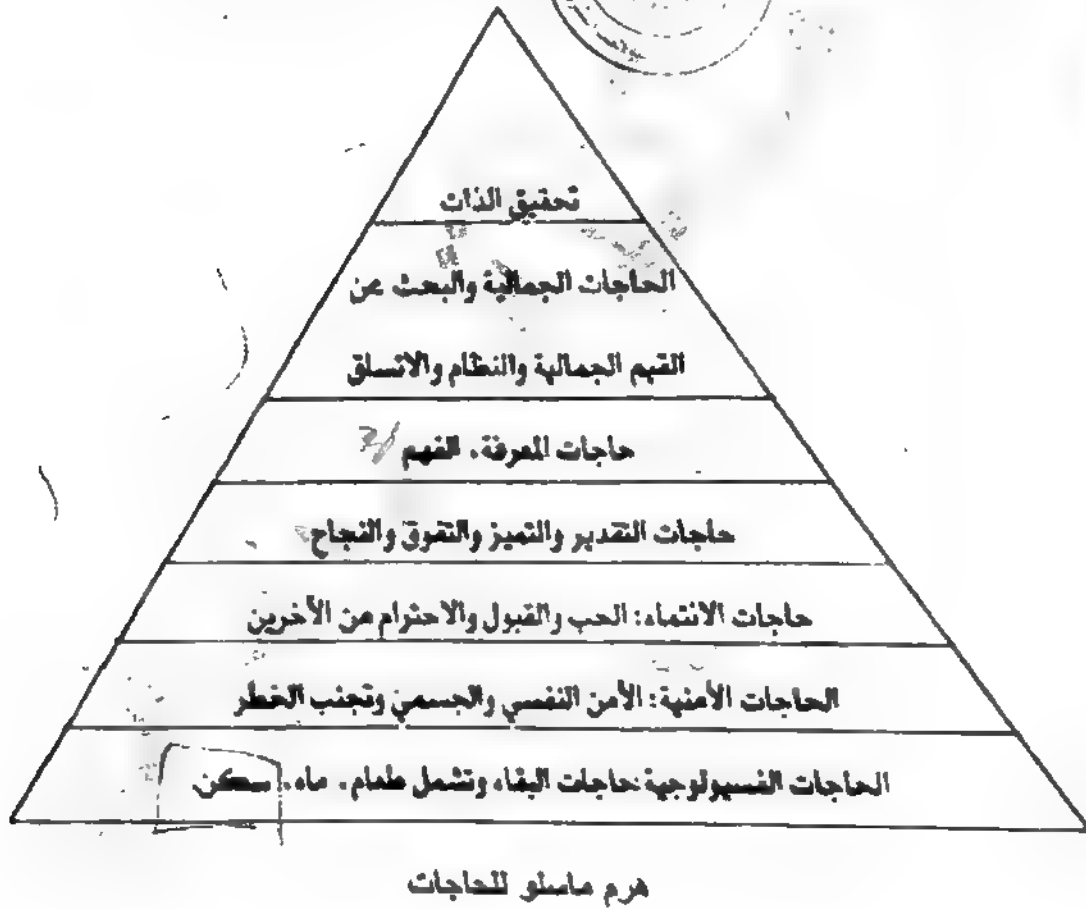 تحقيق الذات
الحاجات الجمالية والبحث عن
القيم الجمالية والنظام والاتساق
حاجات المعرفة، الفهم
حاجات التقدير والتميز والتفوق والنجاح
حاجات الانتماء: الحب والقبول والاحترام من الآخرين
الحاجات الأمنية: الأمن النفسي والجسمي وتجنب الخطر
الحاجات الفسيولوجية: حاجات البقاء وتشمل طعام، ماء، مسكن
هرم ماسلو للحاجات